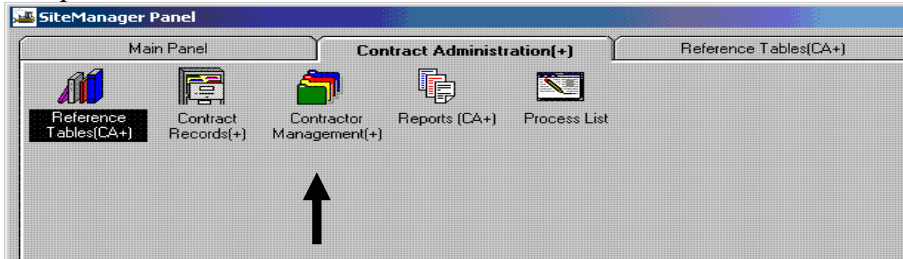 SiteManager Panel
Main Panel
Contract Administration(+)
Reference Tables(CA+)
Reference
Tables(CA+)
Contract
Records(+)
Contractor
Management(+)
Reports (CA+)
Process List